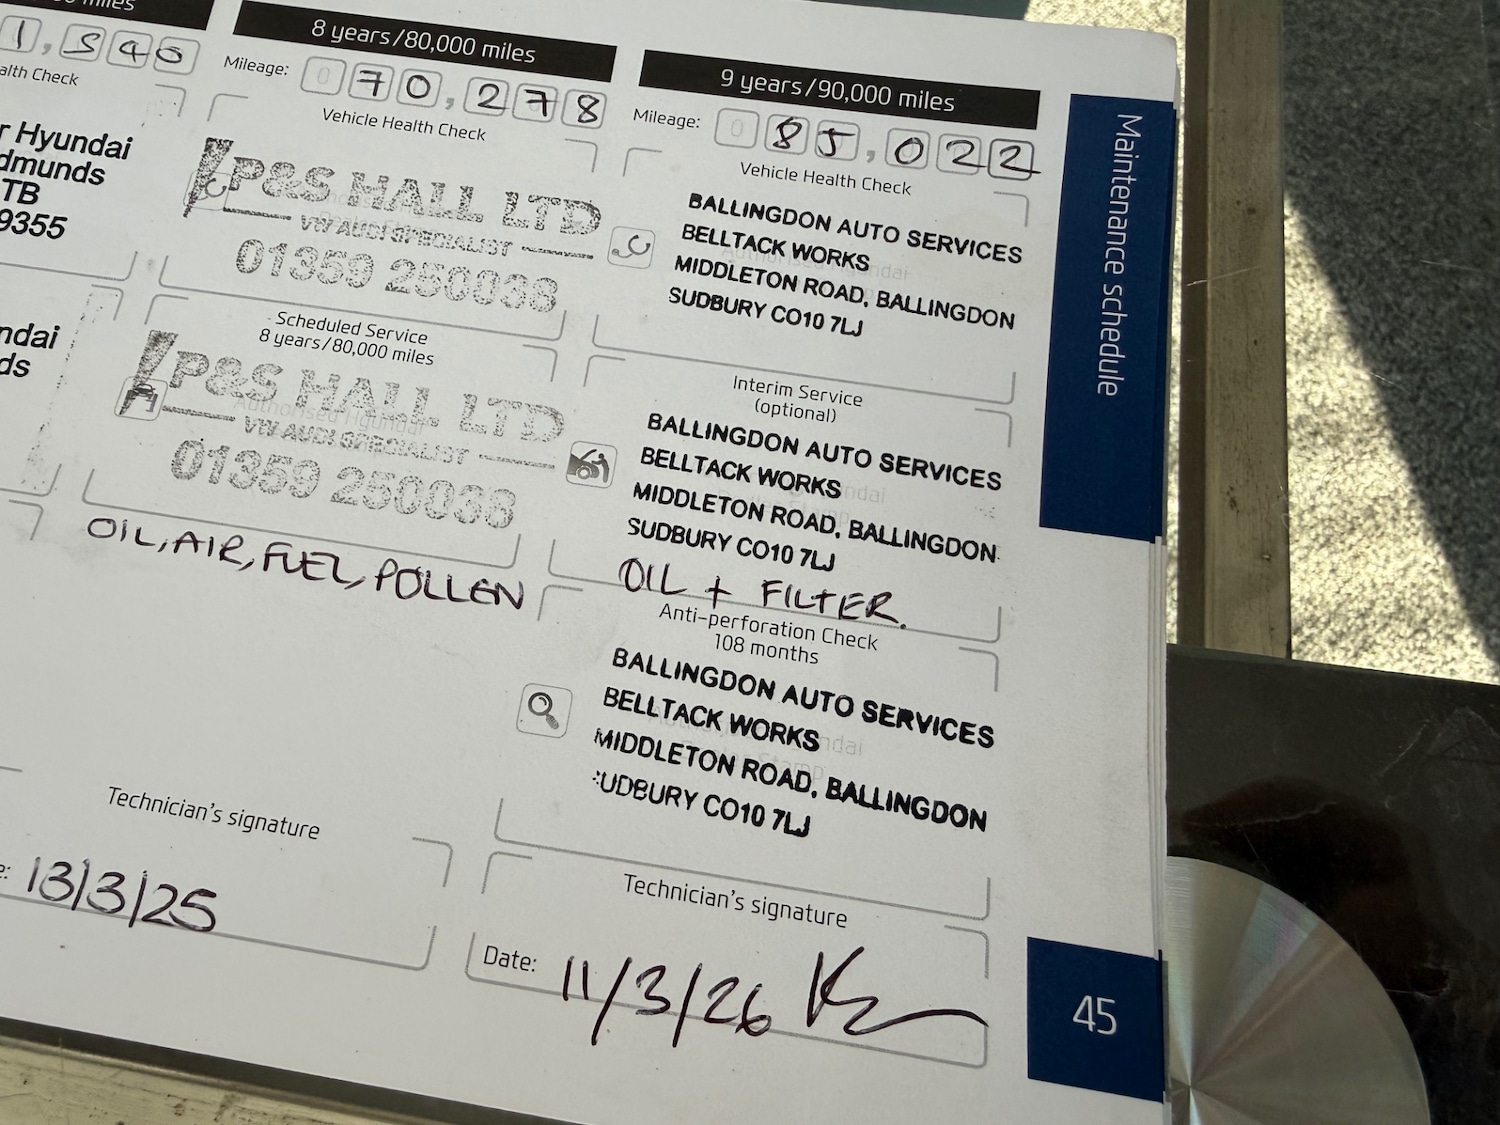 miles
1,540
alth Check
r Hyundai
dmunds
TB
9355
ndai
ds
8 years/80,000 miles
Mileage: 070,278
Vehicle Health Check
P&S HALL LTD
VW AUDI SPECIALIST
01359 250038
Scheduled Service
8 years/80,000 miles
P&S HALL LTD
Authorised Hyundai
VW AUDI SPECIALIST
01359 250038
OIL, AIR, FUEL, POLLEN
Technician's signature
e: 13/3/25
9 years/90,000 miles
Mileage: 085,022
Vehicle Health Check
BALLINGDON AUTO SERVICES
BELLTACK WORKS
MIDDLETON ROAD, BALLINGDON
SUDBURY CO10 7LJ
Interim Service
(optional)
BALLINGDON AUTO SERVICES
BELLTACK WORKS
MIDDLETON ROAD, BALLINGDON
SUDBURY CO10 7LJ
OIL + FILTER.
Anti-perforation Check
108 months
BALLINGDON AUTO SERVICES
BELLTACK WORKS
MIDDLETON ROAD, BALLINGDON
UDBURY CO10 7LJ
Technician's signature
Date: 11/3/26
Maintenance schedule
45